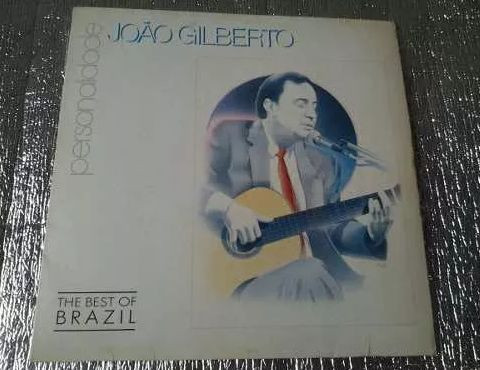 JOÃO GILBERTO
personalidade
THE BEST OF
BRAZIL